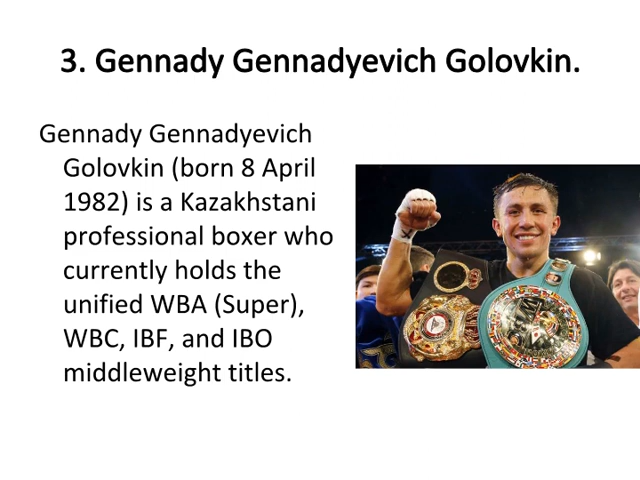 3. Gennady Gennadyevich Golovkin.
Gennady Gennadyevich
Golovkin (born 8 April
1982) is a Kazakhstani
professional boxer who
currently holds the
unified WBA (Super),
WBC, IBF, and IBO
middleweight titles.